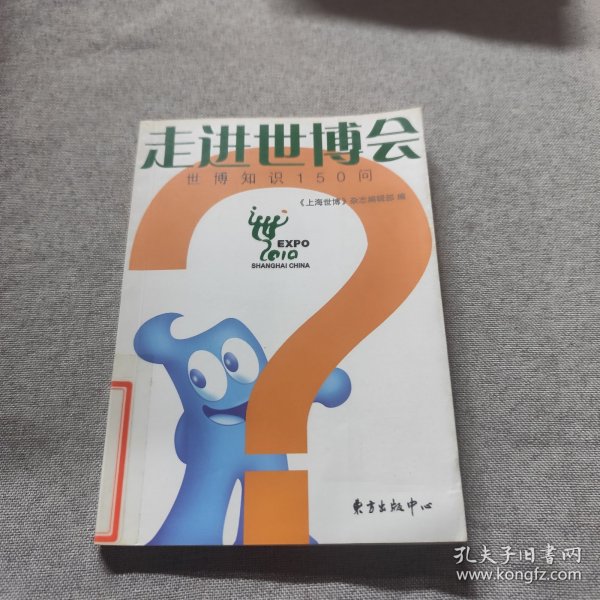 走进世博会
世博知识150问
《上海世博》杂志编辑部 编
EXPO
2010
SHANGHAI CHINA
东方出版中心
孔夫子旧书网
www.kongfz.com